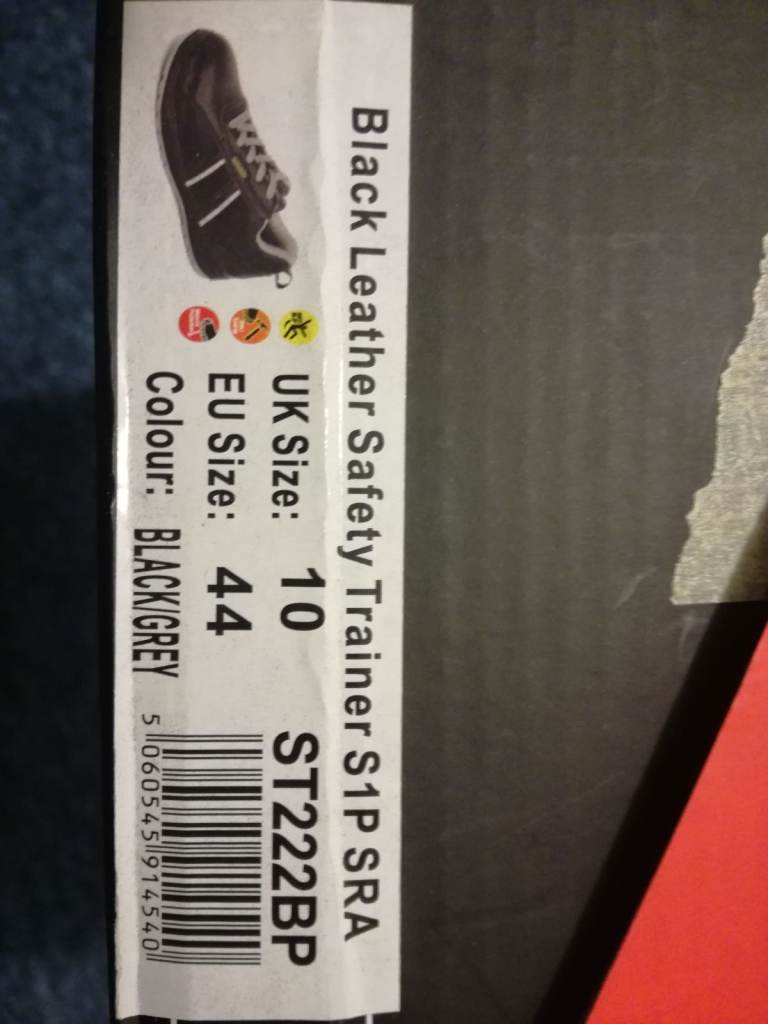 Black Leather Safety Trainer S1P SRA
UK Size: 10
ST222BP
EU Size: 44
Colour: BLACK/GREY
5 060545 914540